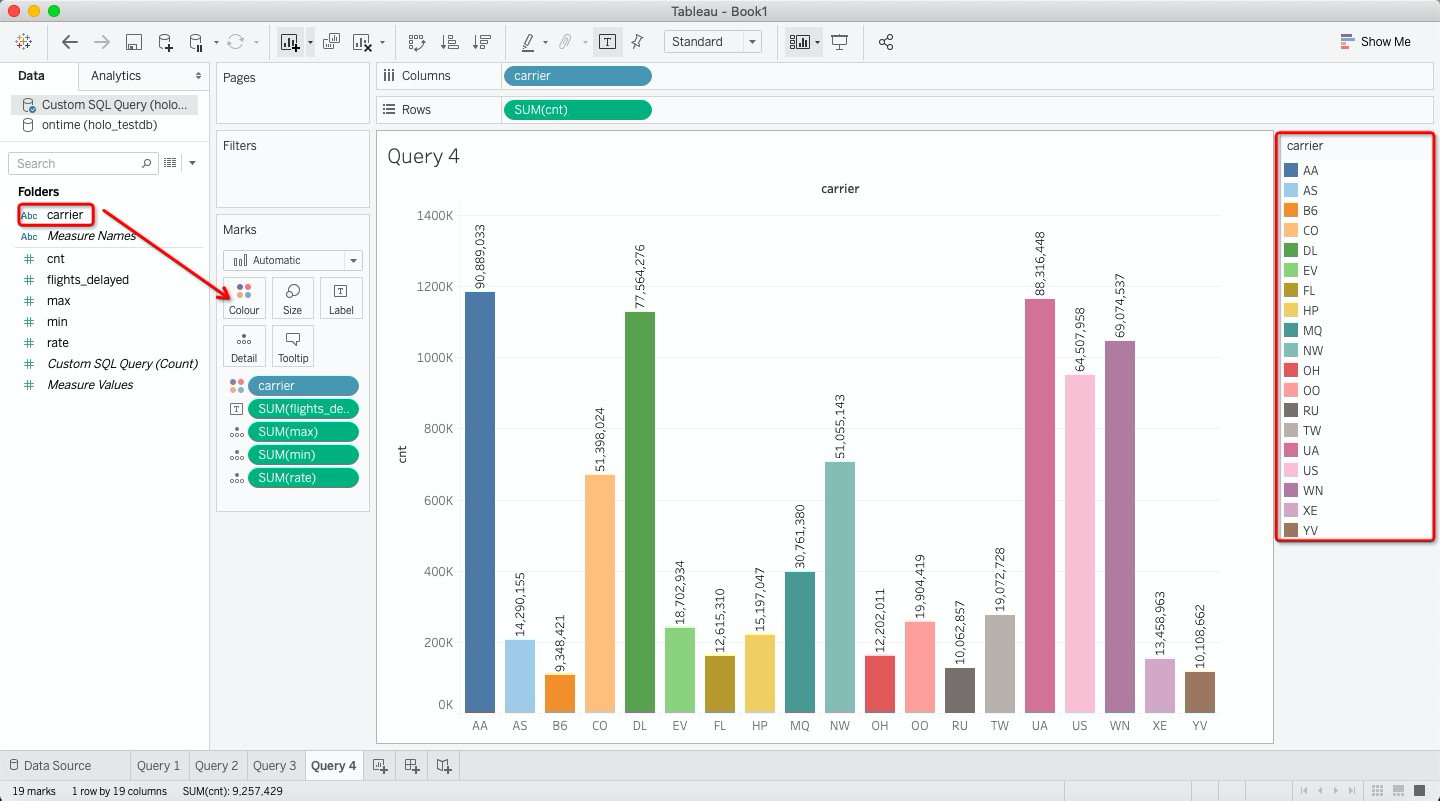 Tableau - Book1
Standard
Show Me
Data
Analytics
Custom SQL Query (holo...
ontime (holo_testdb)
Search
Folders
Abc carrier
Abc Measure Names
# cnt
# flights_delayed
# max
# min
# rate
# Custom SQL Query (Count)
# Measure Values
Pages
Filters
Marks
Automatic
Colour Size Label
Detail Tooltip
carrier
SUM(flights_de..
SUM(max)
SUM(min)
SUM(rate)
Columns carrier
Rows SUM(cnt)
Query 4
carrier
cnt
1400K
1200K
1000K
800K
600K
400K
200K
0K
90,889,033
14,290,155
9,348,421
51,398,024
77,564,276
18,702,934
12,615,310
15,197,047
30,761,380
51,055,143
12,202,011
19,904,419
10,062,857
19,072,728
88,316,448
64,507,958
69,074,537
13,458,963
10,108,662
AA AS B6 CO DL EV FL HP MQ NW OH OO RU TW UA US WN XE YV
carrier
AA
AS
B6
CO
DL
EV
FL
HP
MQ
NW
OH
OO
RU
TW
UA
US
WN
XE
YV
Data Source Query 1 Query 2 Query 3 Query 4
19 marks 1 row by 19 columns SUM(cnt): 9,257,429